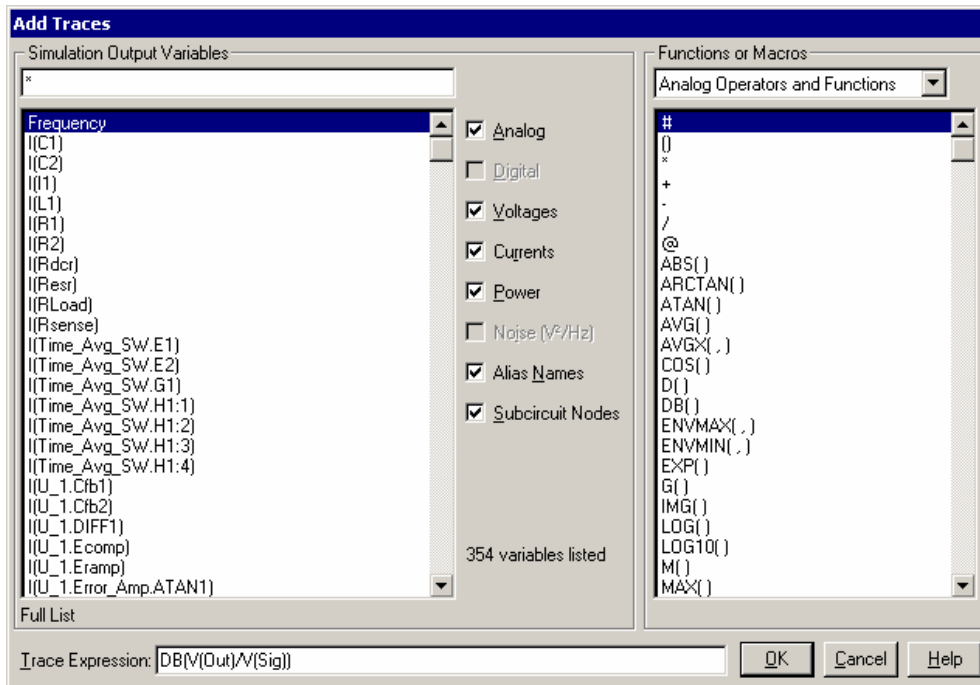 Add Traces
Simulation Output Variables
*
Frequency
I(C1)
I(C2)
I(I1)
I(L1)
I(R1)
I(R2)
I(Rdcr)
I(Resr)
I(RLoad)
I(Rsense)
I(Time_Avg_SW.E1)
I(Time_Avg_SW.E2)
I(Time_Avg_SW.G1)
I(Time_Avg_SW.H1:1)
I(Time_Avg_SW.H1:2)
I(Time_Avg_SW.H1:3)
I(Time_Avg_SW.H1:4)
I(U_1.Cfb1)
I(U_1.Cfb2)
I(U_1.DIFF1)
I(U_1.Ecomp)
I(U_1.Eramp)
I(U_1.Error_Amp.ATAN1)
Full List
Analog
Digital
Voltages
Currents
Power
Noise (V²/Hz)
Alias Names
Subcircuit Nodes
354 variables listed
Functions or Macros
Analog Operators and Functions
#
()
*
+
-
/
@
ABS( )
ARCTAN( )
ATAN( )
AVG( )
AVGX( , )
COS( )
D( )
DB( )
ENVMAX( , )
ENVMIN( , )
EXP( )
G( )
IMG( )
LOG( )
LOG10( )
M( )
MAX( )
Trace Expression: DB(V(Out)/V(Sig))
OK
Cancel
Help